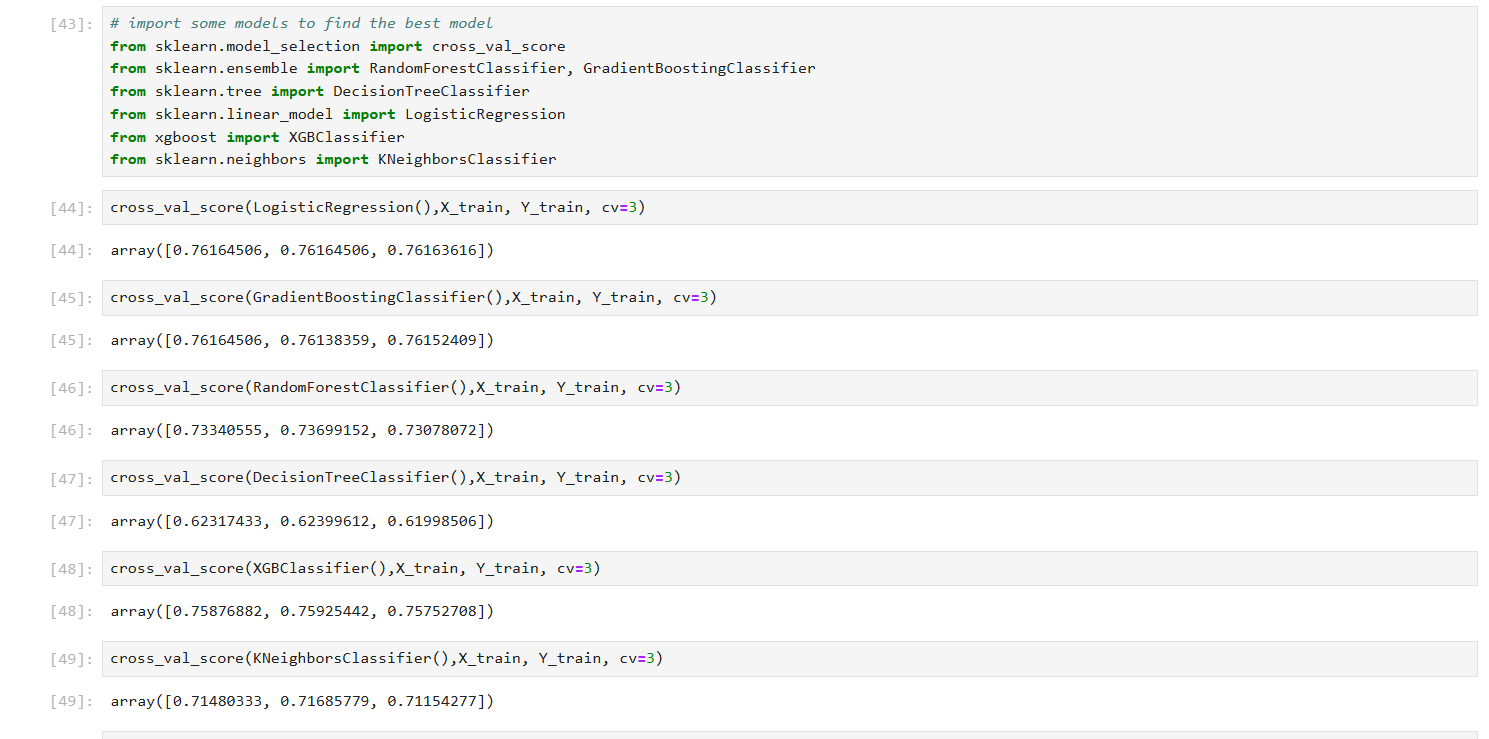 [43]: # import some models to find the best model
from sklearn.model_selection import cross_val_score
from sklearn.ensemble import RandomForestClassifier, GradientBoostingClassifier
from sklearn.tree import DecisionTreeClassifier
from sklearn.linear_model import LogisticRegression
from xgboost import XGBClassifier
from sklearn.neighbors import KNeighborsClassifier
[44]: cross_val_score(LogisticRegression(),X_train, Y_train, cv=3)
[44]: array([0.76164506, 0.76164506, 0.76163616])
[45]: cross_val_score(GradientBoostingClassifier(),X_train, Y_train, cv=3)
[45]: array([0.76164506, 0.76138359, 0.76152409])
[46]: cross_val_score(RandomForestClassifier(),X_train, Y_train, cv=3)
[46]: array([0.73340555, 0.73699152, 0.73078072])
[47]: cross_val_score(DecisionTreeClassifier(),X_train, Y_train, cv=3)
[47]: array([0.62317433, 0.62399612, 0.61998506])
[48]: cross_val_score(XGBClassifier(),X_train, Y_train, cv=3)
[48]: array([0.75876882, 0.75925442, 0.75752708])
[49]: cross_val_score(KNeighborsClassifier(),X_train, Y_train, cv=3)
[49]: array([0.71480333, 0.71685779, 0.71154277])